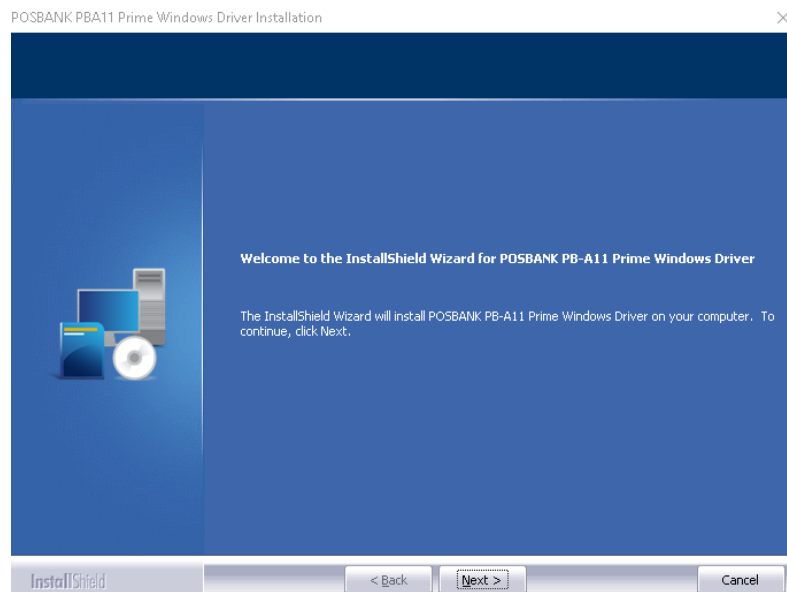 POSBANK PBA11 Prime Windows Driver Installation
Welcome to the InstallShield Wizard for POSBANK PB-A11 Prime Windows Driver
The InstallShield Wizard will install POSBANK PB-A11 Prime Windows Driver on your computer. To
continue, click Next.
InstallShield
< Back
Next >
Cancel